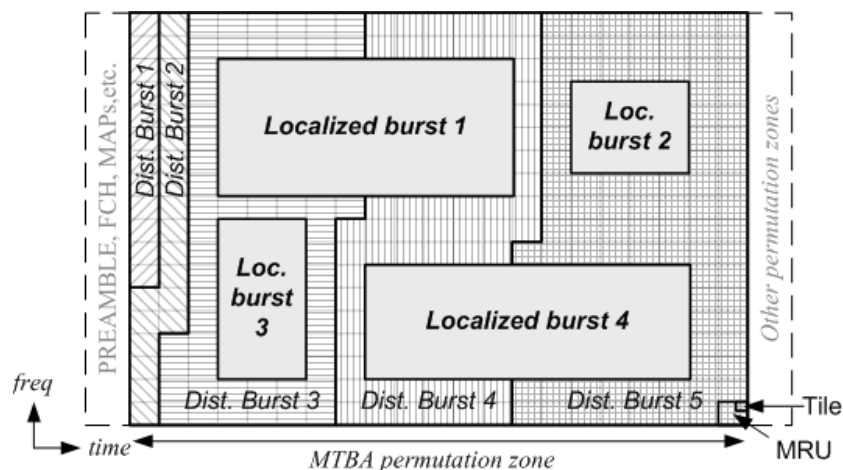 PREAMBLE, FCH, MAPs,etc.
Dist. Burst 1
Dist. Burst 2
Localized burst 1
Loc.
burst 2
Loc.
burst
3
Localized burst 4
Dist. Burst 3
Dist. Burst 4
Dist. Burst 5
Other permutation zones
Tile
MRU
freq
time
MTBA permutation zone